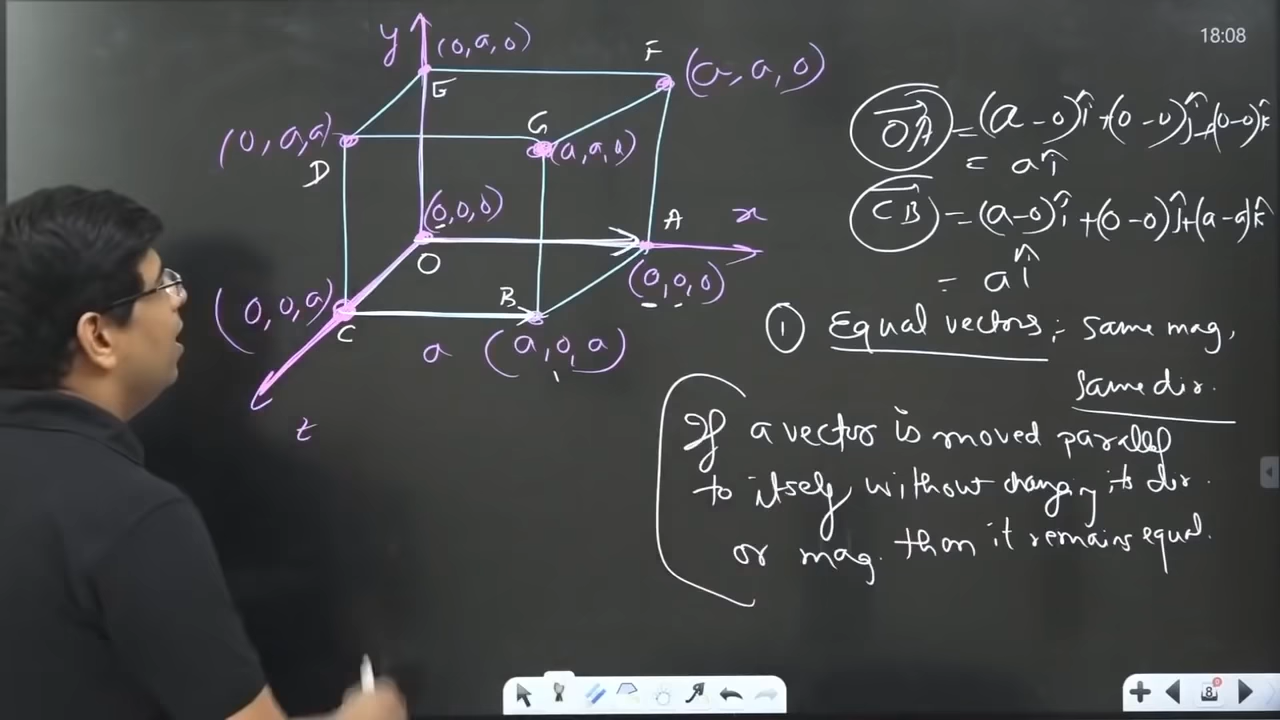 18:08
y
(0,a,0)
E
F
(a,a,0)
(0,a,a)
D
G
(a,a,a)
(0,0,0)
O
A
x
(0,0,0)
(0,0,a)
C
B
a
(a,0,a)
z
OA = (a-0)î+(0-0)ĵ+(0-0)k̂
= aî
CB = (a-0)î+(0-0)ĵ+(a-a)k̂
= aî
① Equal vectors: same mag,
same dir.
If a vector is moved parallel
to itself, without changing its dir.
or mag. then it remains equal.
8